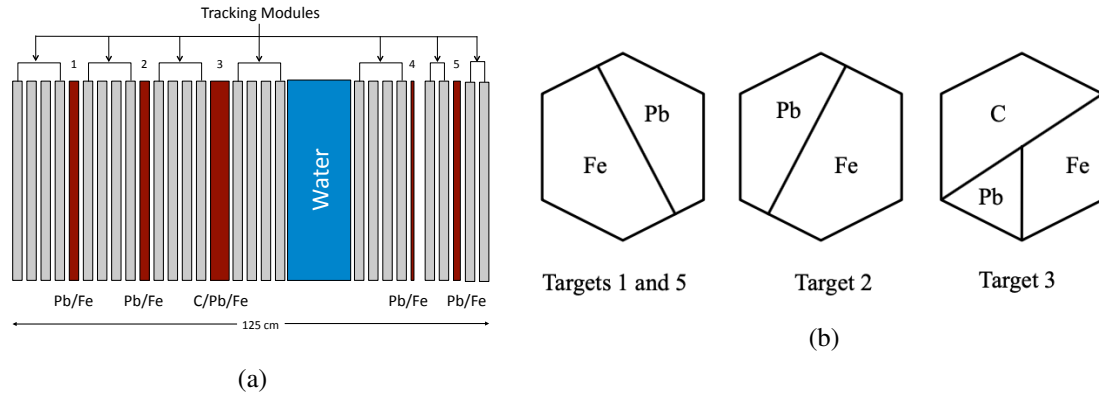 Tracking Modules
1 2 3 4 5
Water
Pb/Fe Pb/Fe C/Pb/Fe Pb/Fe Pb/Fe
125 cm
(a)
Pb
Fe
Targets 1 and 5
Pb
Fe
Target 2
C
Fe
Pb
Target 3
(b)